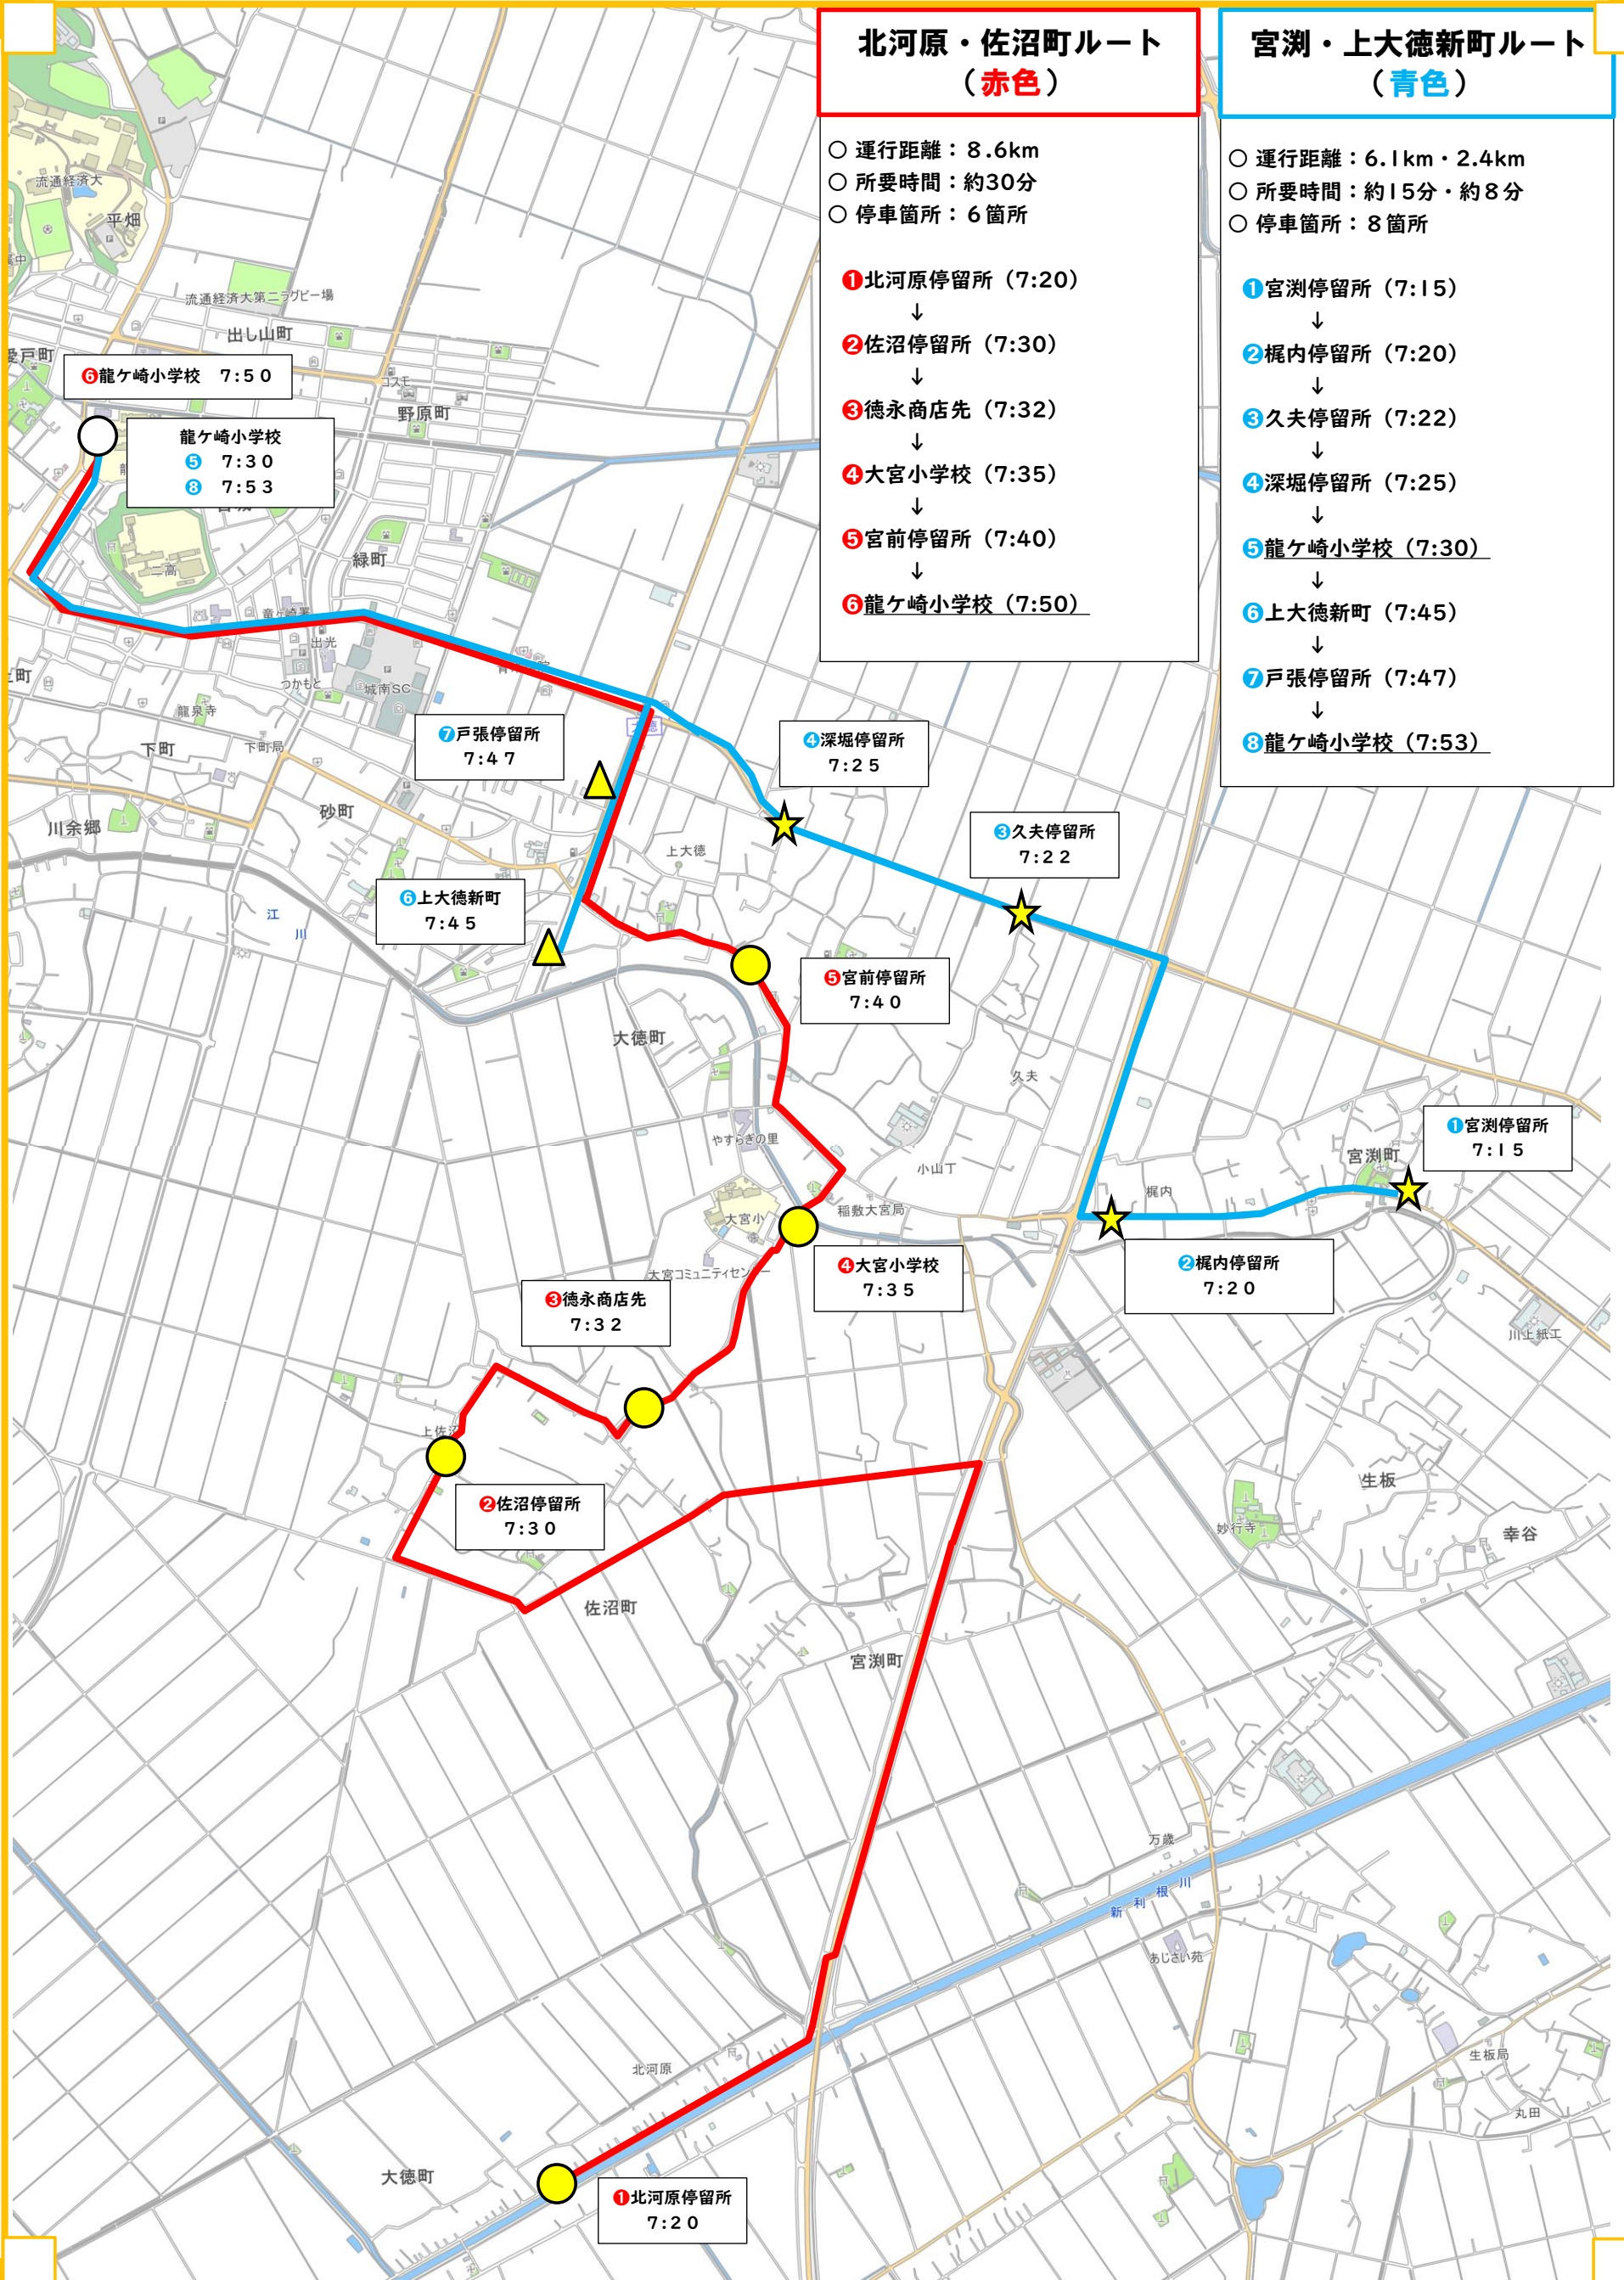 北河原・佐沼町ルート
（赤色）
○ 運行距離：８.6km
○ 所要時間：約30分
○ 停車箇所：６箇所
❶北河原停留所（7:20）
↓
❷佐沼停留所（7:30）
↓
❸徳永商店先（7:32）
↓
❹大宮小学校（7:35）
↓
❺宮前停留所（7:40）
↓
❻龍ケ崎小学校（7:50）
宮渕・上大徳新町ルート
（青色）
○ 運行距離：6.1km・2.4km
○ 所要時間：約15分・約８分
○ 停車箇所：８箇所
❶宮渕停留所（7:15）
↓
❷梶内停留所（7:20）
↓
❸久夫停留所（7:22）
↓
❹深堀停留所（7:25）
↓
❺龍ケ崎小学校（7:30）
↓
❻上大徳新町（7:45）
↓
❼戸張停留所（7:47）
↓
❽龍ケ崎小学校（7:53）
流通経済大
平畑
流通経済大第二ラグビー場
出し山町
愛戸町
❻龍ケ崎小学校　7:50
コスモ
野原町
龍ケ崎小学校
❺　7:30
❽　7:53
二高
緑町
竜ケ崎署
出光
つかもと
城南SC
龍泉寺
下町
下町局
❼戸張停留所
7:47
❹深堀停留所
7:25
砂町
川余郷
上大徳
❸久夫停留所
7:22
❻上大徳新町
7:45
江
川
❺宮前停留所
7:40
大徳町
久夫
やすらぎの里
❶宮渕停留所
7:15
宮渕町
小山丁
梶内
稲敷大宮局
大宮小
大宮コミュニティセンター
❹大宮小学校
7:35
❷梶内停留所
7:20
❸徳永商店先
7:32
川上紙工
上佐沼
❷佐沼停留所
7:30
生板
妙行寺
幸谷
佐沼町
宮渕町
万歳
新利根川
あじさい苑
北河原
生板局
丸田
大徳町
❶北河原停留所
7:20